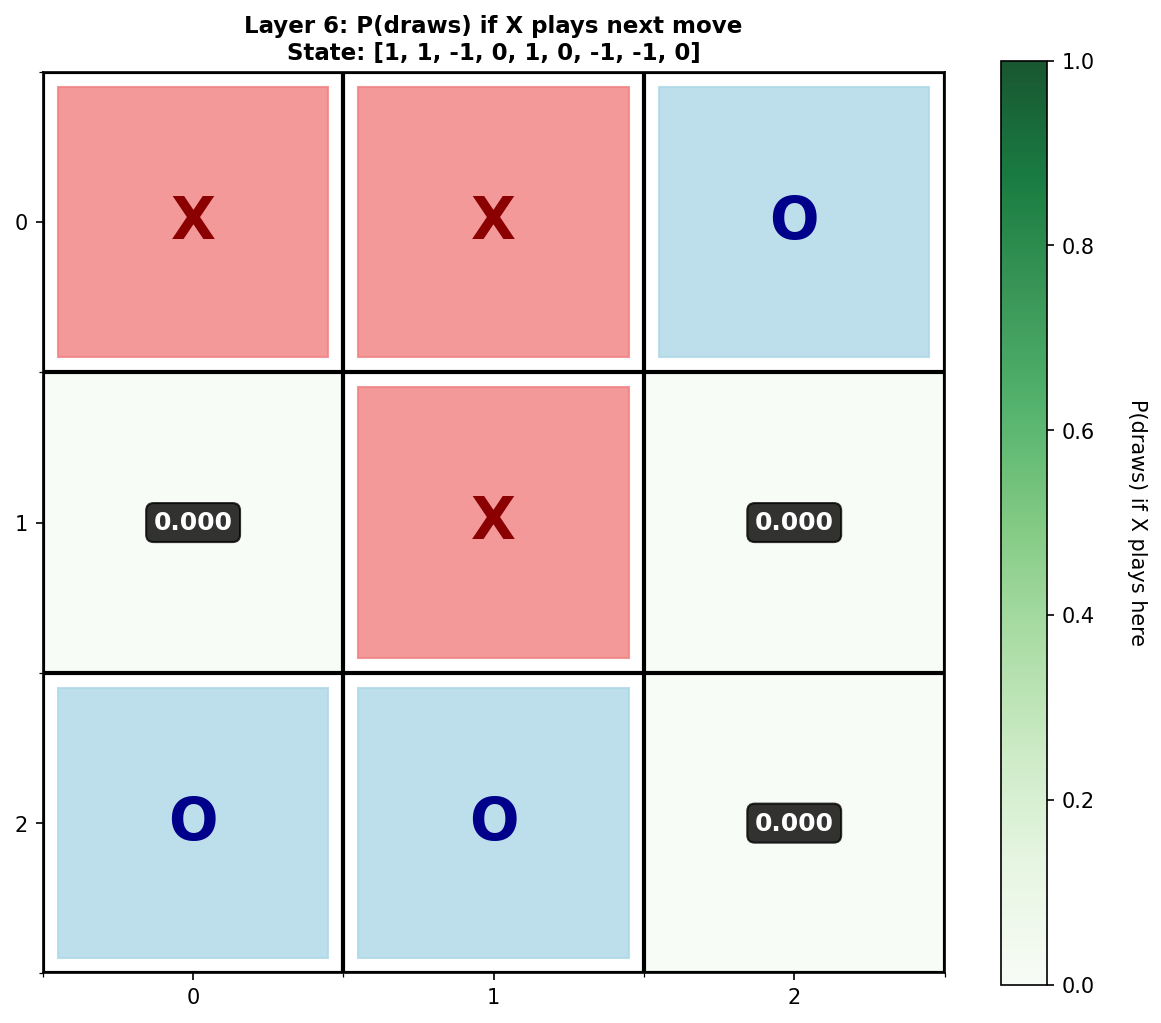 Layer 6: P(draws) if X plays next move
State: [1, 1, -1, 0, 1, 0, -1, -1, 0]
0
X
X
O
1
0.000
X
0.000
2
O
O
0.000
0
1
2
1.0
0.8
0.6
0.4
0.2
0.0
P(draws) if X plays here